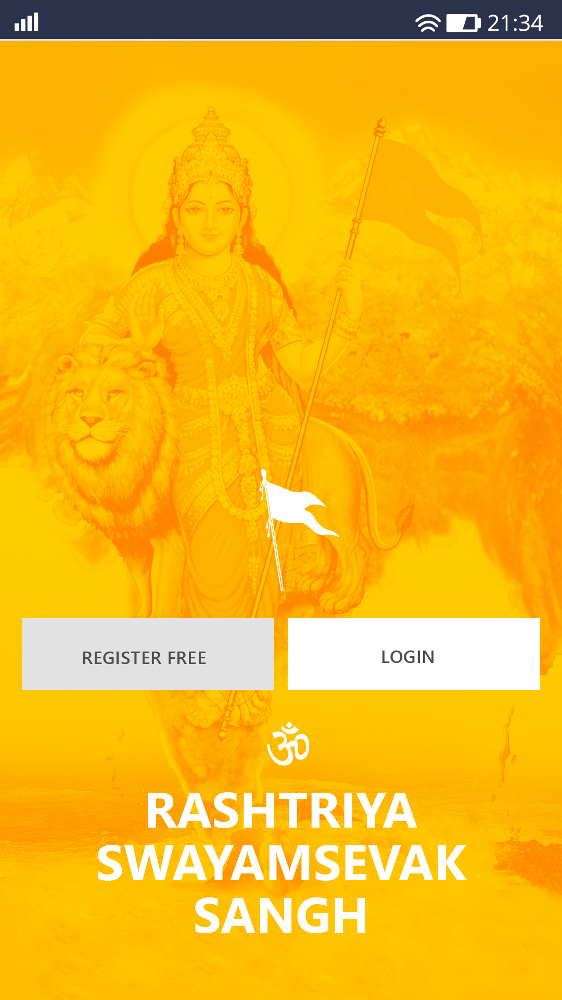 21:34
REGISTER FREE
LOGIN
ॐ
RASHTRIYA
SWAYAMSEVAK
SANGH